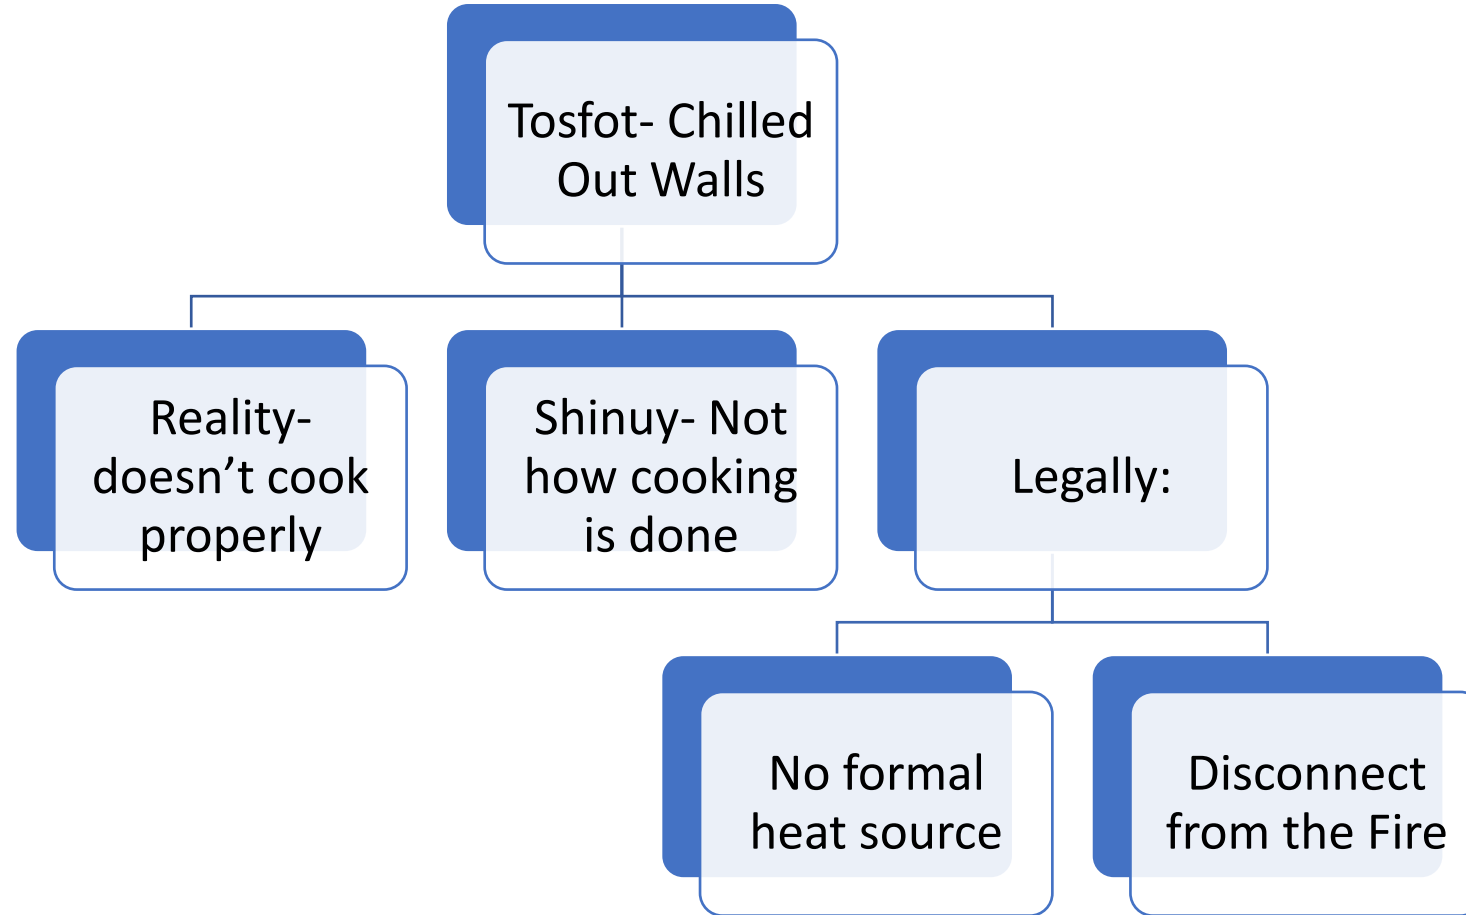 Tosfot- Chilled
Out Walls
Reality-
doesn’t cook
properly
Shinuy- Not
how cooking
is done
Legally:
No formal
heat source
Disconnect
from the Fire